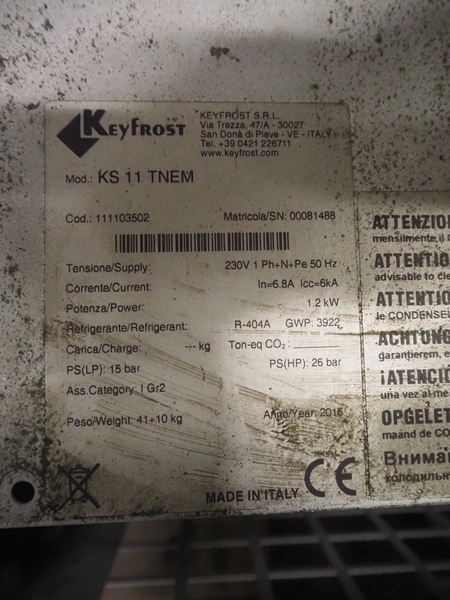 KEYFROST
KEYFROST S.R.L.
Via Trezza, 47/A - 30027
San Donà di Piave - VE - ITALY
Tel. +39 0421 226711
www.keyfrost.com
Mod.: KS 11 TNEM
Cod.: 111103502 Matricola/SN: 00081488
Tensione/Supply: 230V 1 Ph+N+Pe 50 Hz
Corrente/Current: In=6.8A Icc=6kA
Potenza/Power: 1.2 kW
Refrigerante/Refrigerant: R-404A GWP: 3922
Carica/Charge: --- kg Ton-eq CO₂:
PS(LP): 15 bar PS(HP): 26 bar
Ass.Category: I Gr2
Peso/Weight: 41+10 kg Anno/Year: 2015
MADE IN ITALY CE
ATTENZIO
mensilmente il
ATTENTIO
advisable to cle
ATTENTIO
le CONDENSEU
ACHTUNG
garantierem, e
¡ATENCIÓ
una vez al me
OPGELET
maand de CO
Внима
холодильн